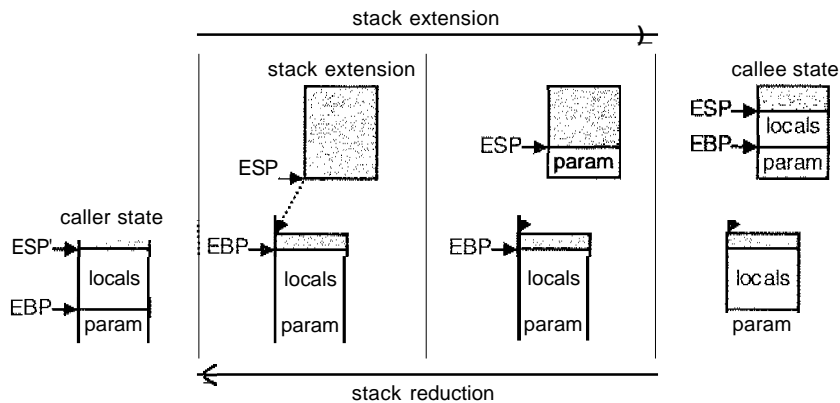 stack extension
stack extension
callee state
ESP
locals
EBP
param
ESP
param
ESP
caller state
ESP'
locals
EBP
param
EBP
locals
param
EBP
locals
param
locals
param
stack reduction